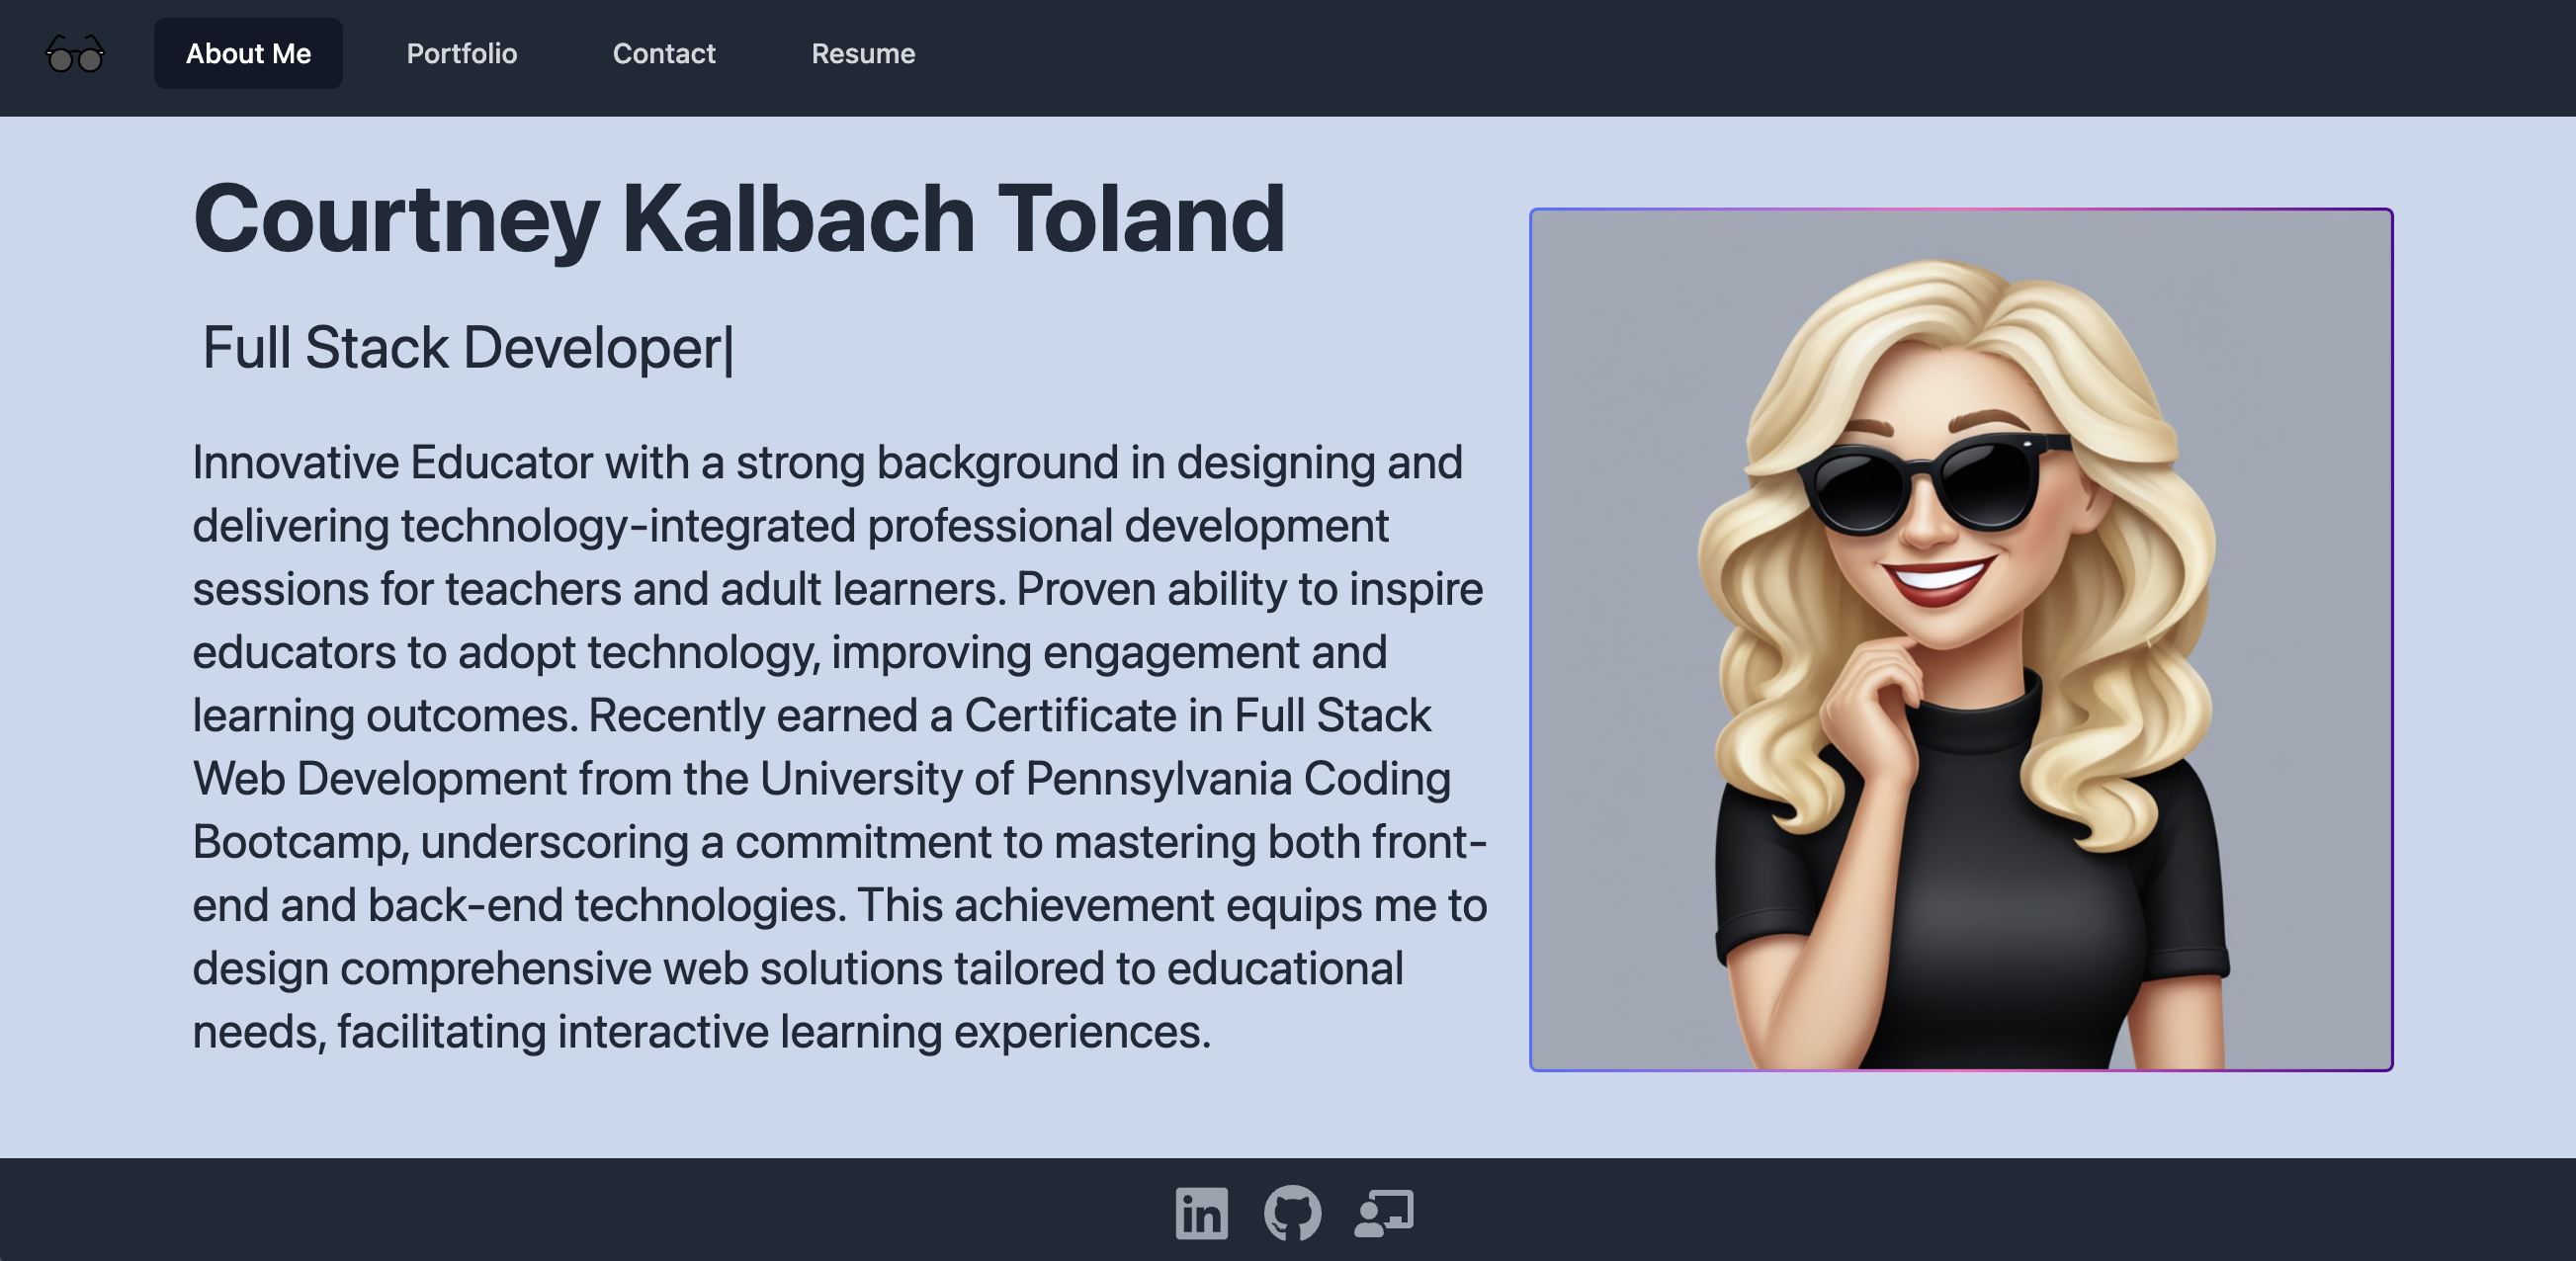 About Me
Portfolio
Contact
Resume
Courtney Kalbach Toland
Full Stack Developer|
Innovative Educator with a strong background in designing and
delivering technology-integrated professional development
sessions for teachers and adult learners. Proven ability to inspire
educators to adopt technology, improving engagement and
learning outcomes. Recently earned a Certificate in Full Stack
Web Development from the University of Pennsylvania Coding
Bootcamp, underscoring a commitment to mastering both front-
end and back-end technologies. This achievement equips me to
design comprehensive web solutions tailored to educational
needs, facilitating interactive learning experiences.
in